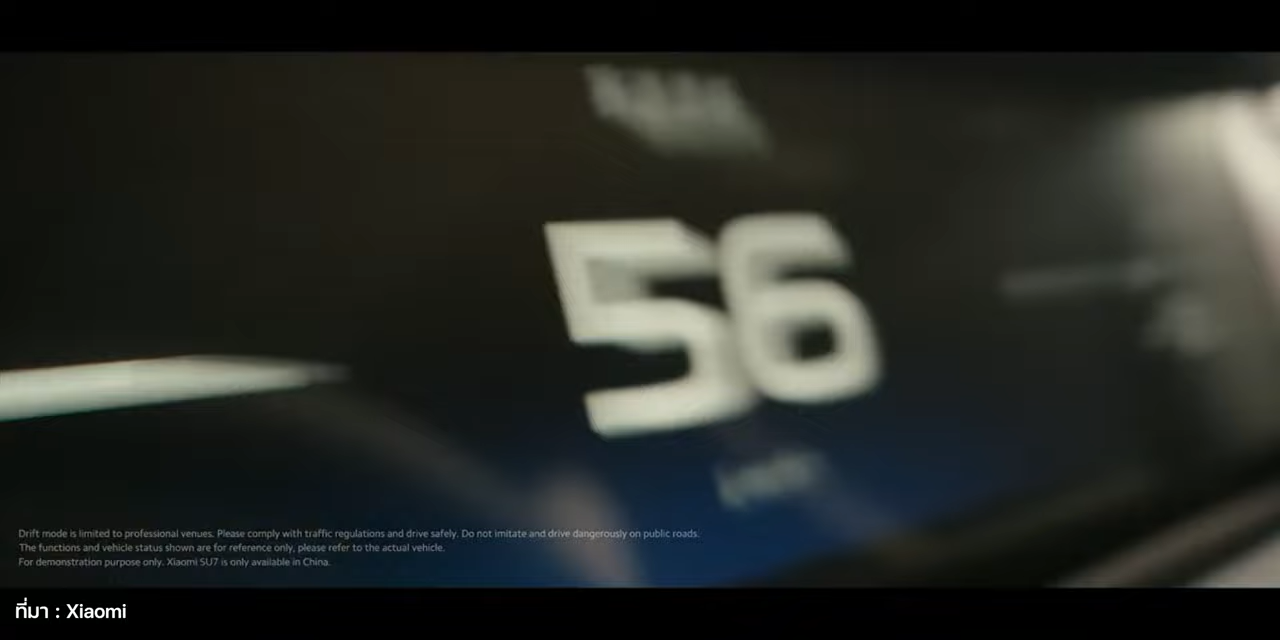 56
km/h
Drift mode is limited to professional venues. Please comply with traffic regulations and drive safely. Do not imitate and drive dangerously on public roads.
The functions and vehicle status shown are for reference only, please refer to the actual vehicle.
For demonstration purpose only. Xiaomi SU7 is only available in China.
ที่มา : Xiaomi